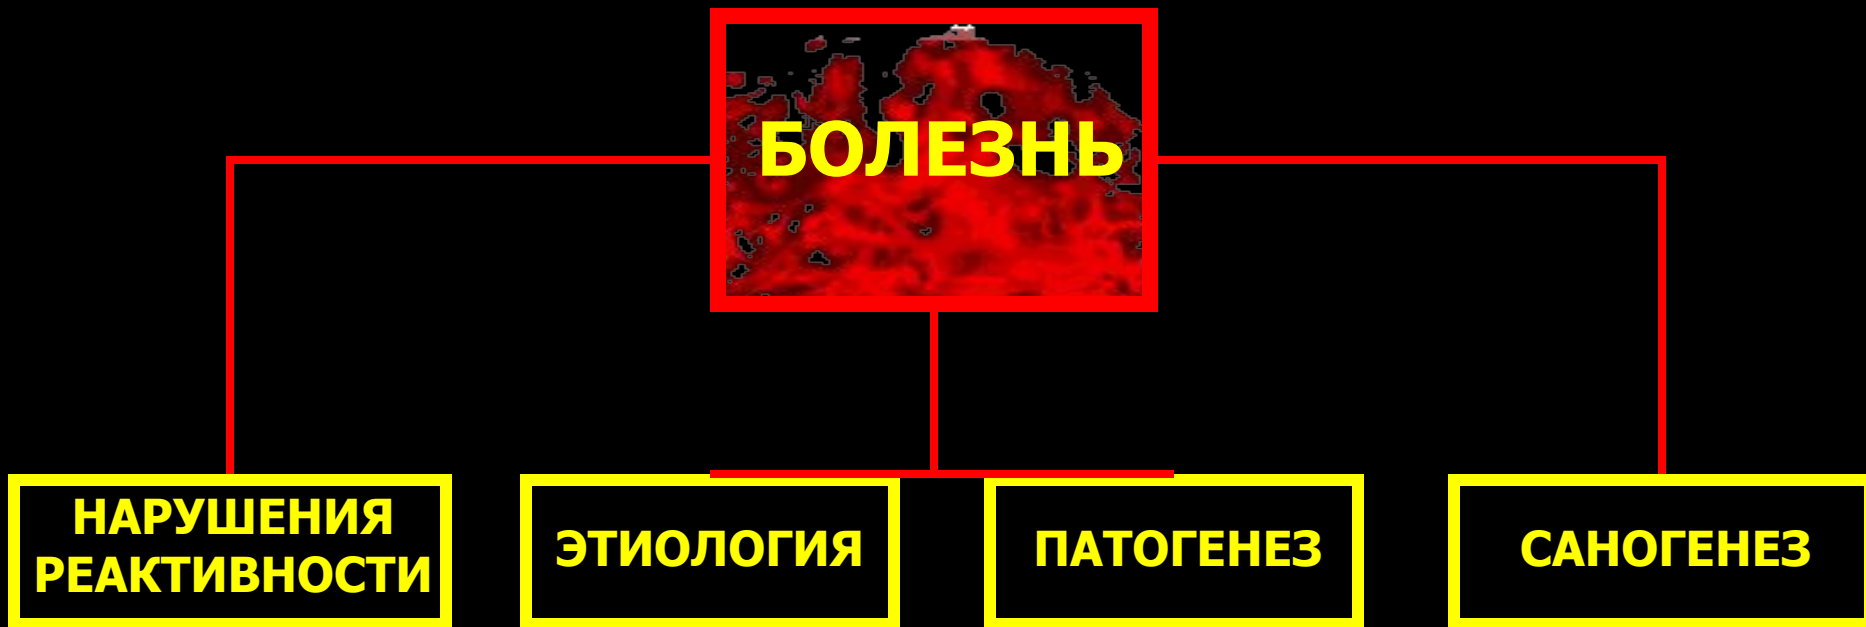 БОЛЕЗНЬ
НАРУШЕНИЯ
РЕАКТИВНОСТИ
ЭТИОЛОГИЯ
ПАТОГЕНЕЗ
САНОГЕНЕЗ